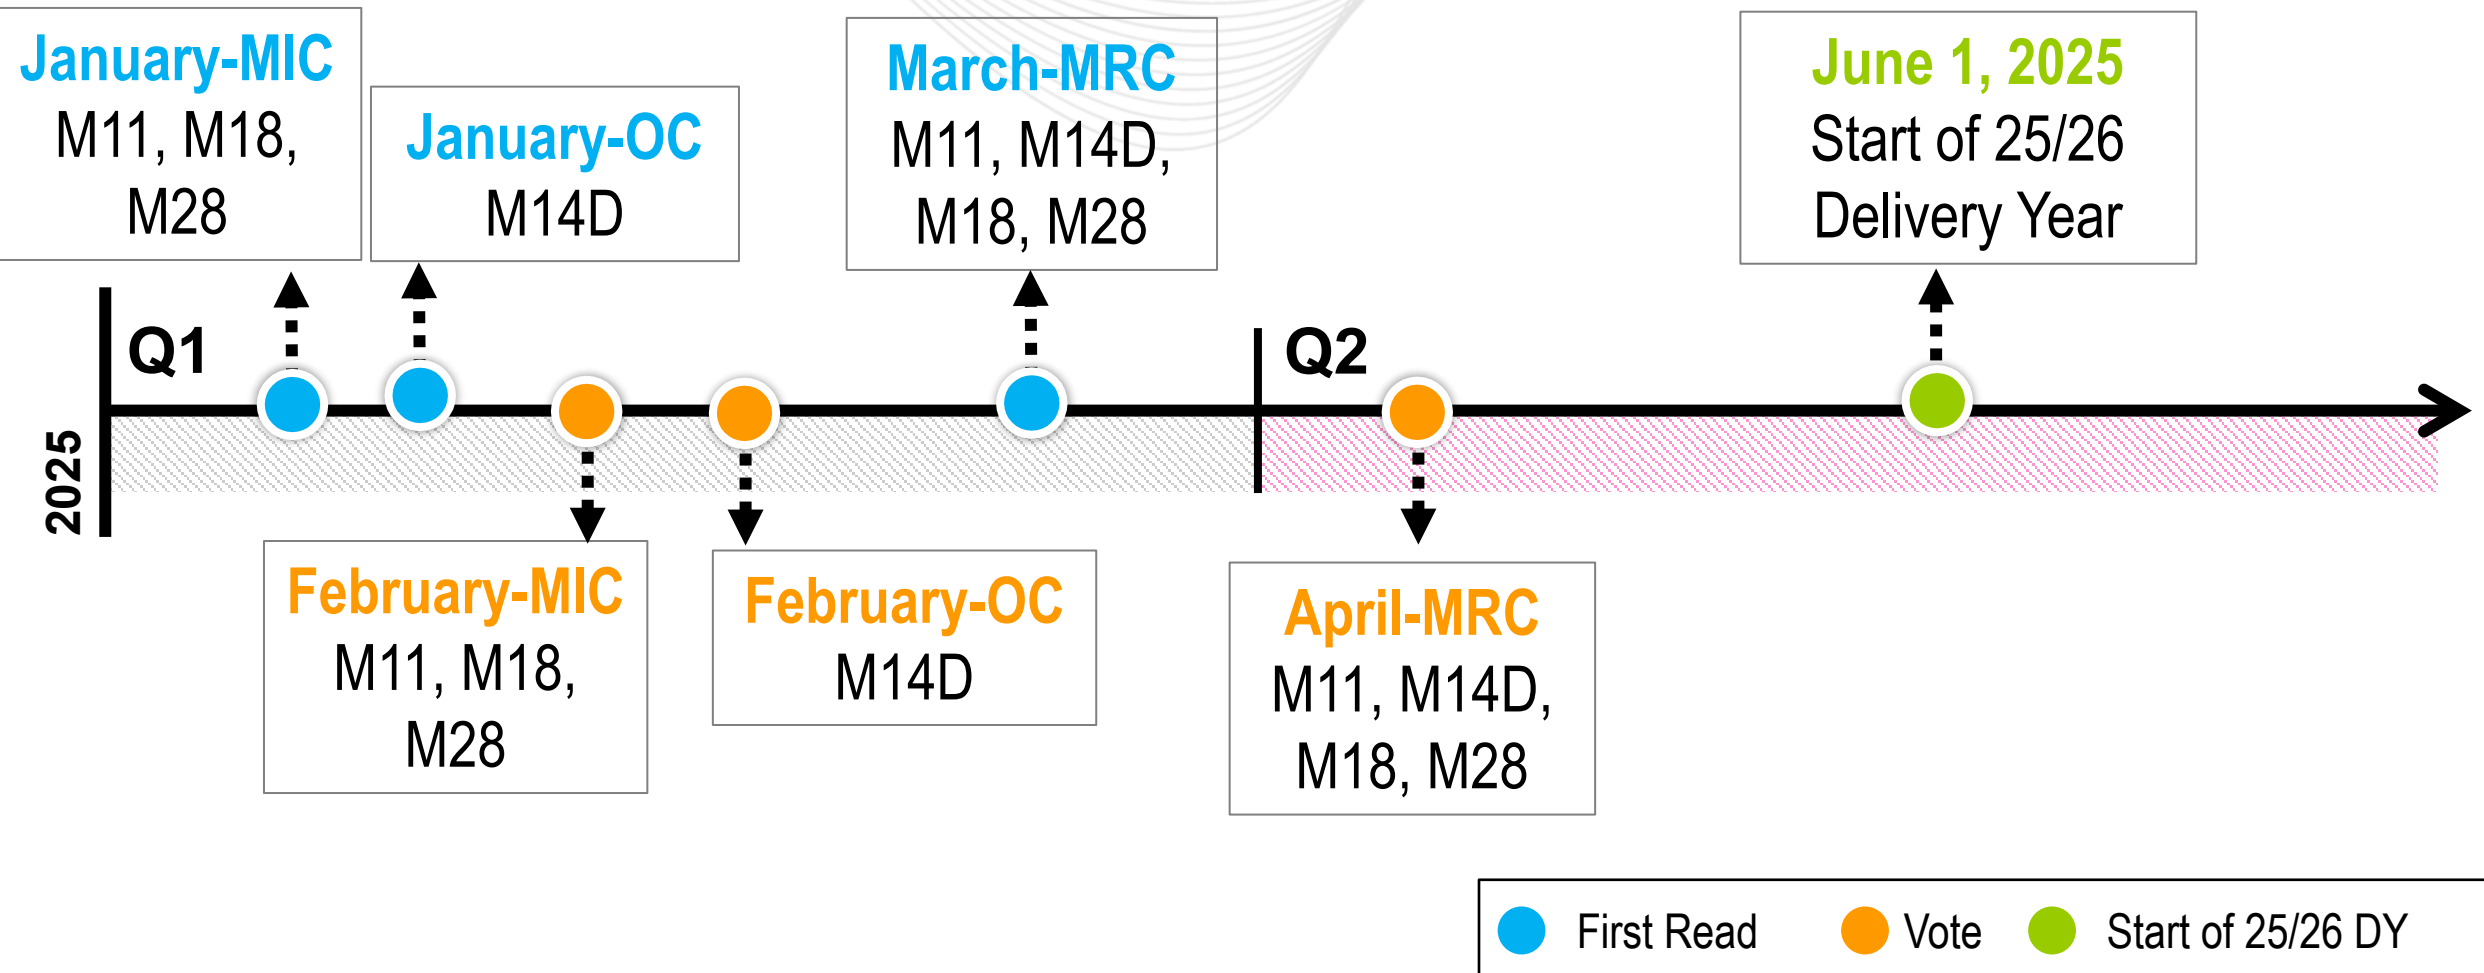 January-MIC
M11, M18,
M28
January-OC
M14D
March-MRC
M11, M14D,
M18, M28
June 1, 2025
Start of 25/26
Delivery Year
Q1
Q2
2025
February-MIC
M11, M18,
M28
February-OC
M14D
April-MRC
M11, M14D,
M18, M28
First Read
Vote
Start of 25/26 DY